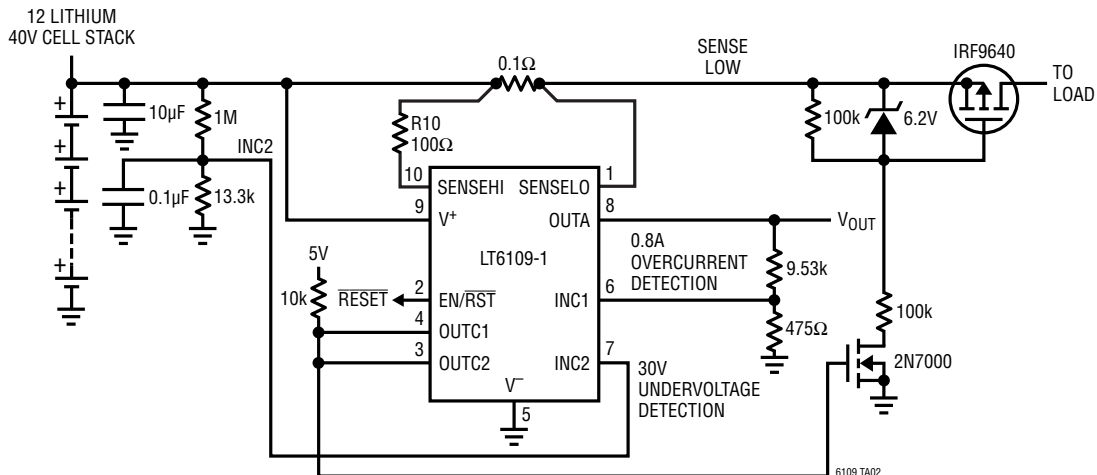 12 LITHIUM
40V CELL STACK
0.1Ω
SENSE
LOW
IRF9640
TO
LOAD
+
+
+
+
10µF
1M
R10
100Ω
100k
6.2V
INC2
0.1µF
13.3k
10
SENSEHI
SENSELO
1
9
V+
OUTA
8
VOUT
LT6109-1
0.8A
OVERCURRENT
DETECTION
9.53k
5V
10k
RESET
2
EN/RST
INC1
6
475Ω
100k
4
OUTC1
3
OUTC2
INC2
7
2N7000
V–
5
30V
UNDERVOLTAGE
DETECTION
6109 TA02